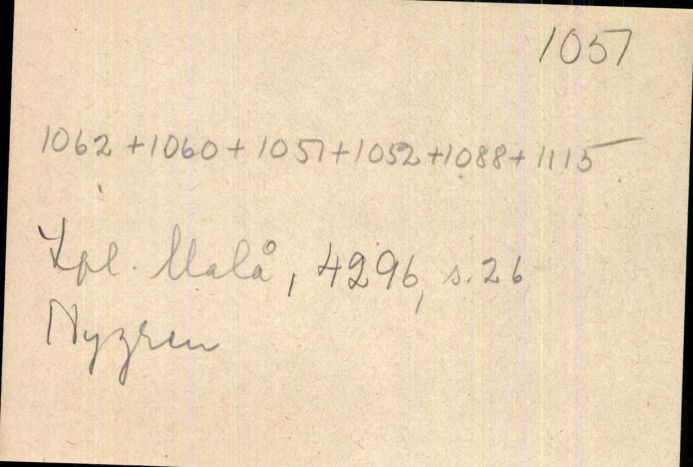 1057
1062 + 1060 + 1057 + 1052 + 1088 + 1115
Lpl. Malå, 4296, s. 26
Nygren